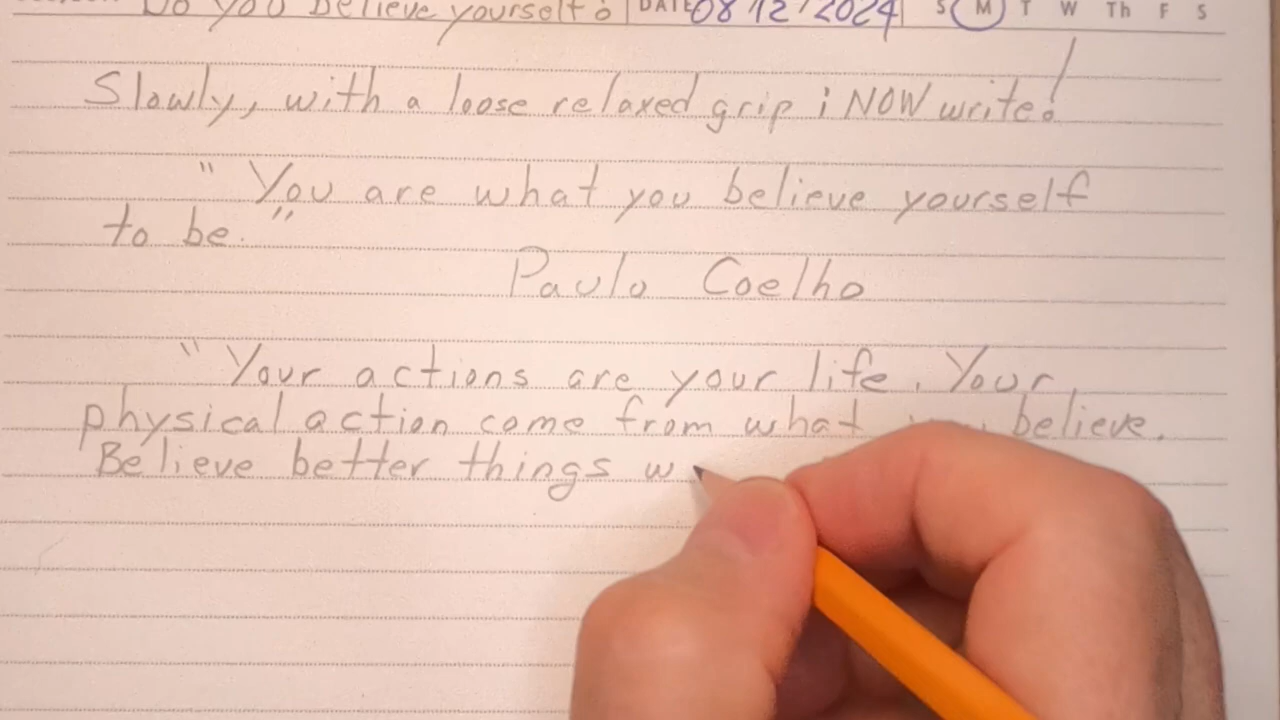 Do you believe yourself? DATE 08/12/2024 S M T W Th F S
Slowly, with a loose relaxed grip i NOW write!
"You are what you believe yourself
to be."
Paulo Coelho
"Your actions are your life. Your
physical action come from what believe.
Believe better things w